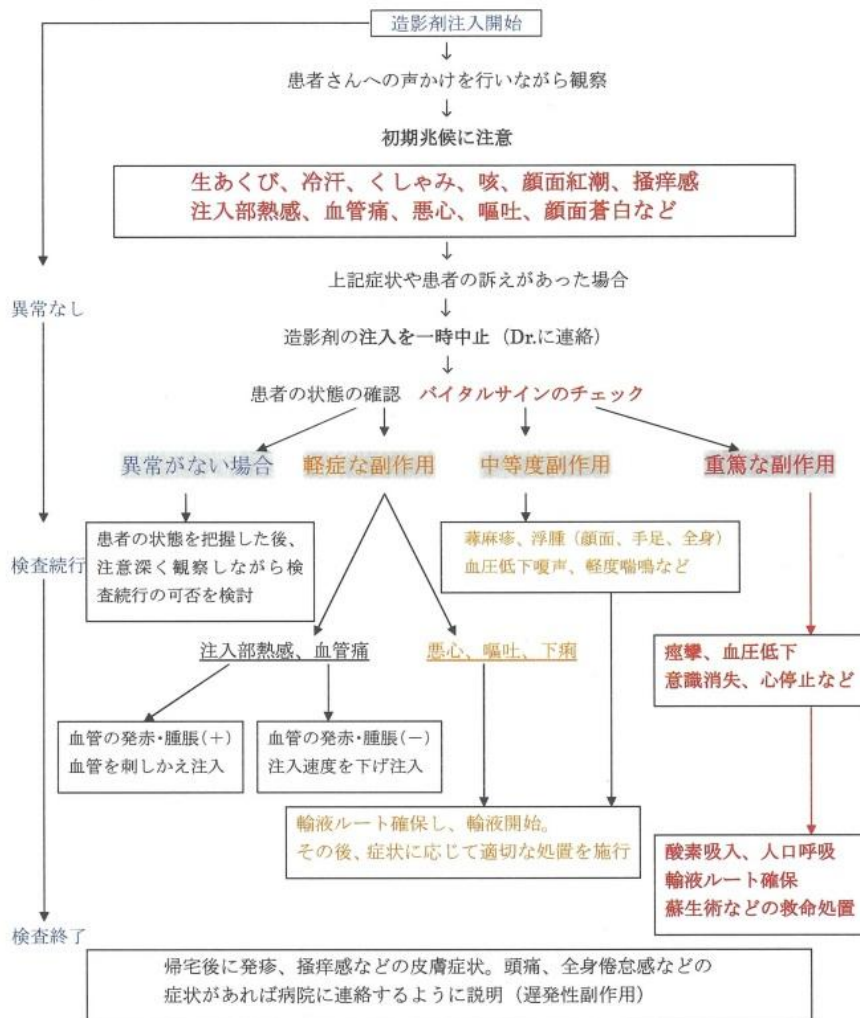 造影剤注入開始
↓
患者さんへの声かけを行いながら観察
↓
初期兆候に注意
生あくび、冷汗、くしゃみ、咳、顔面紅潮、掻痒感
注入部熱感、血管痛、悪心、嘔吐、顔面蒼白など
↓
上記症状や患者の訴えがあった場合
異常なし
↓
造影剤の注入を一時中止（Dr.に連絡）
↓
患者の状態の確認 バイタルサインのチェック
異常がない場合 軽症な副作用 中等度副作用 重篤な副作用
患者の状態を把握した後、
注意深く観察しながら検
査続行の可否を検討
蕁麻疹、浮腫（顔面、手足、全身）
血圧低下嗄声、軽度喘鳴など
検査続行
注入部熱感、血管痛
悪心、嘔吐、下痢
痙攣、血圧低下
意識消失、心停止など
血管の発赤・腫脹（＋）
血管を刺しかえ注入
血管の発赤・腫脹（－）
注入速度を下げ注入
輸液ルート確保し、輸液開始。
その後、症状に応じて適切な処置を施行
酸素吸入、人口呼吸
輸液ルート確保
蘇生術などの救命処置
検査終了
帰宅後に発疹、掻痒感などの皮膚症状。頭痛、全身倦怠感などの
症状があれば病院に連絡するように説明（遅発性副作用）